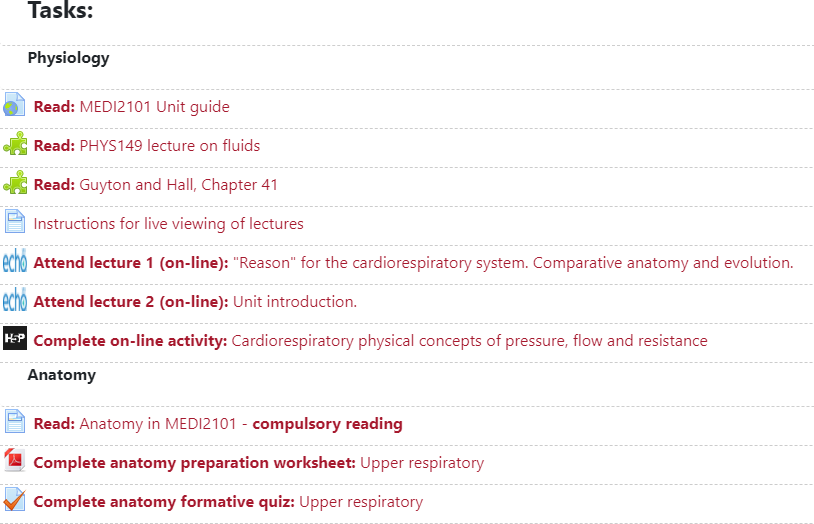 Tasks:
Physiology
Read: MEDI2101 Unit guide
Read: PHYS149 lecture on fluids
Read: Guyton and Hall, Chapter 41
Instructions for live viewing of lectures
echo Attend lecture 1 (on-line): "Reason" for the cardiorespiratory system. Comparative anatomy and evolution.
echo Attend lecture 2 (on-line): Unit introduction.
H5P Complete on-line activity: Cardiorespiratory physical concepts of pressure, flow and resistance
Anatomy
Read: Anatomy in MEDI2101 - compulsory reading
Complete anatomy preparation worksheet: Upper respiratory
Complete anatomy formative quiz: Upper respiratory